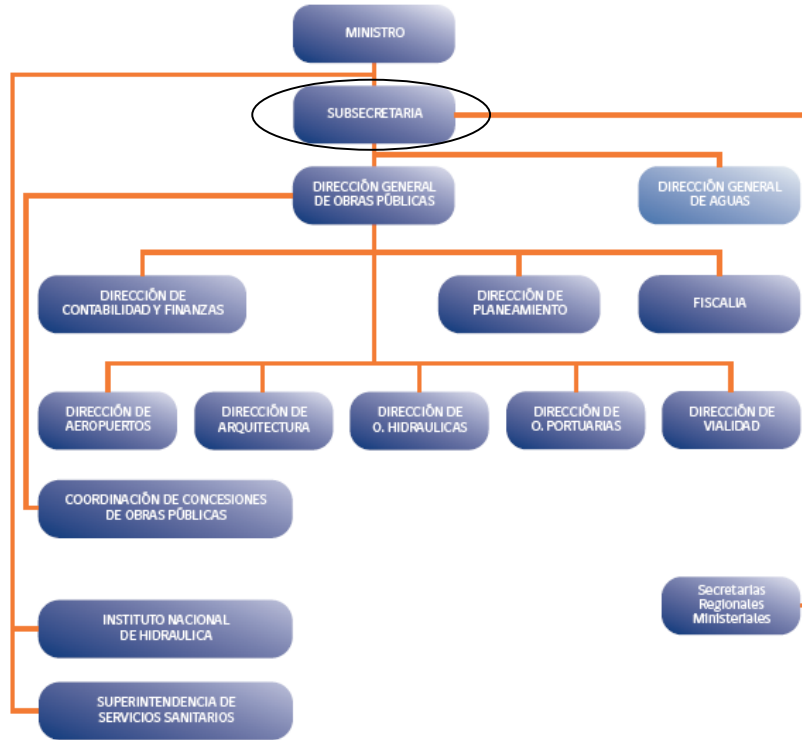 MINISTRO
SUBSECRETARIA
DIRECCIÓN GENERAL
DE OBRAS PÚBLICAS
DIRECCIÓN GENERAL
DE AGUAS
DIRECCIÓN DE
CONTABILIDAD Y FINANZAS
DIRECCIÓN DE
PLANEAMIENTO
FISCALIA
DIRECCIÓN DE
AEROPUERTOS
DIRECCIÓN DE
ARQUITECTURA
DIRECCIÓN DE
O. HIDRAULICAS
DIRECCIÓN DE
O. PORTUARIAS
DIRECCIÓN DE
VIALIDAD
COORDINACIÓN DE CONCESIONES
DE OBRAS PÚBLICAS
Secretarias
Regionales
Ministeriales
INSTITUTO NACIONAL
DE HIDRAULICA
SUPERINTENDENCIA DE
SERVICIOS SANITARIOS